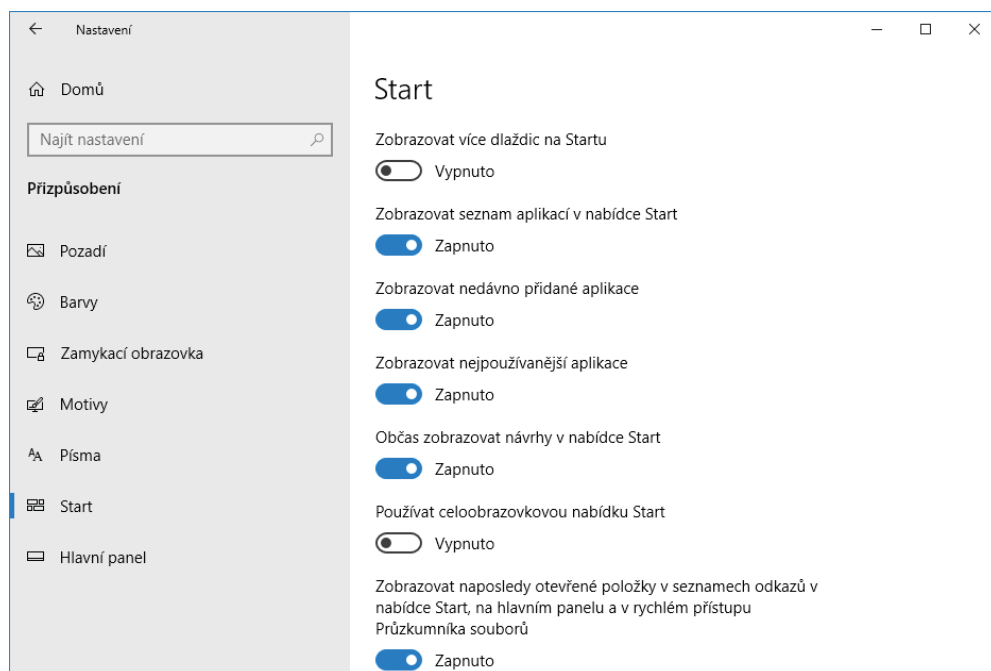 Nastavení
Domů
Najít nastavení
Přizpůsobení
Pozadí
Barvy
Zamykací obrazovka
Motivy
Písma
Start
Hlavní panel
Start
Zobrazovat více dlaždic na Startu
Vypnuto
Zobrazovat seznam aplikací v nabídce Start
Zapnuto
Zobrazovat nedávno přidané aplikace
Zapnuto
Zobrazovat nejpoužívanější aplikace
Zapnuto
Občas zobrazovat návrhy v nabídce Start
Zapnuto
Používat celoobrazovkovou nabídku Start
Vypnuto
Zobrazovat naposledy otevřené položky v seznamech odkazů v
nabídce Start, na hlavním panelu a v rychlém přístupu
Průzkumníka souborů
Zapnuto